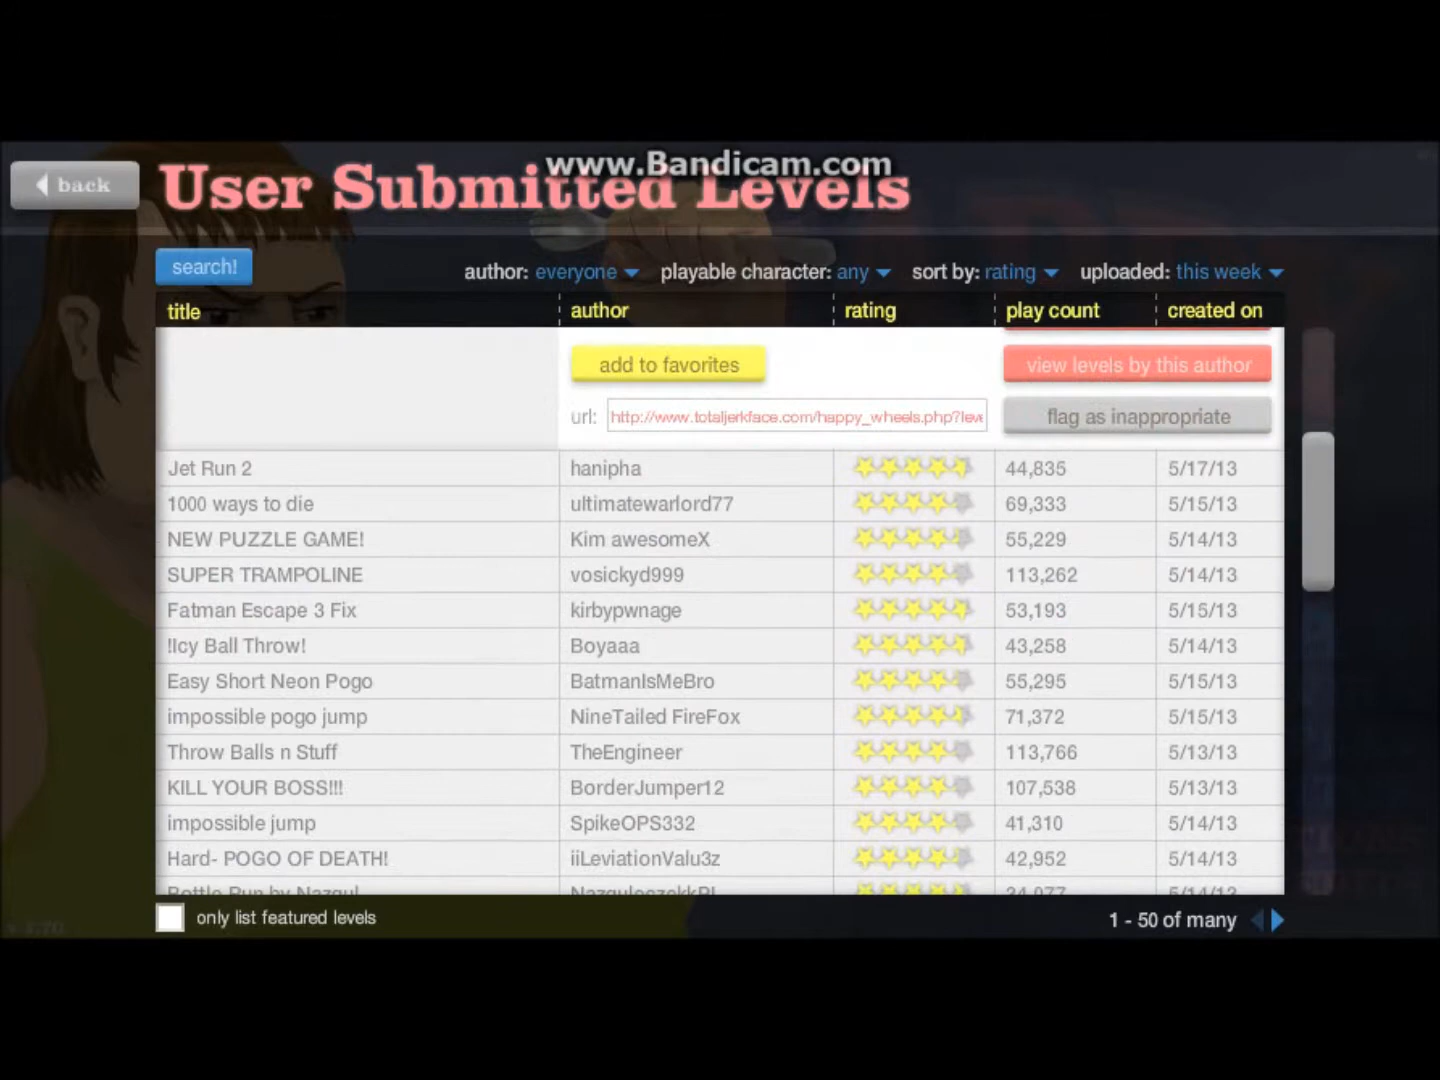 www.Bandicam.com
back
User Submitted Levels
search!
author: everyone playable character: any sort by: rating uploaded: this week
title author rating play count created on
add to favorites view levels by this author
url: http://www.totaljerkface.com/happy_wheels.php?lev flag as inappropriate
Jet Run 2 hanipha 44,835 5/17/13
1000 ways to die ultimatewarlord77 69,333 5/15/13
NEW PUZZLE GAME! Kim awesomeX 55,229 5/14/13
SUPER TRAMPOLINE vosickyd999 113,262 5/14/13
Fatman Escape 3 Fix kirbypwnage 53,193 5/15/13
!Icy Ball Throw! Boyaaa 43,258 5/14/13
Easy Short Neon Pogo BatmanIsMeBro 55,295 5/15/13
impossible pogo jump NineTailed FireFox 71,372 5/15/13
Throw Balls n Stuff TheEngineer 113,766 5/13/13
KILL YOUR BOSS!!! BorderJumper12 107,538 5/13/13
impossible jump SpikeOPS332 41,310 5/14/13
Hard- POGO OF DEATH! iiLeviationValu3z 42,952 5/14/13
Bottle Run by Nazgul 5/14/13
only list featured levels 1 - 50 of many